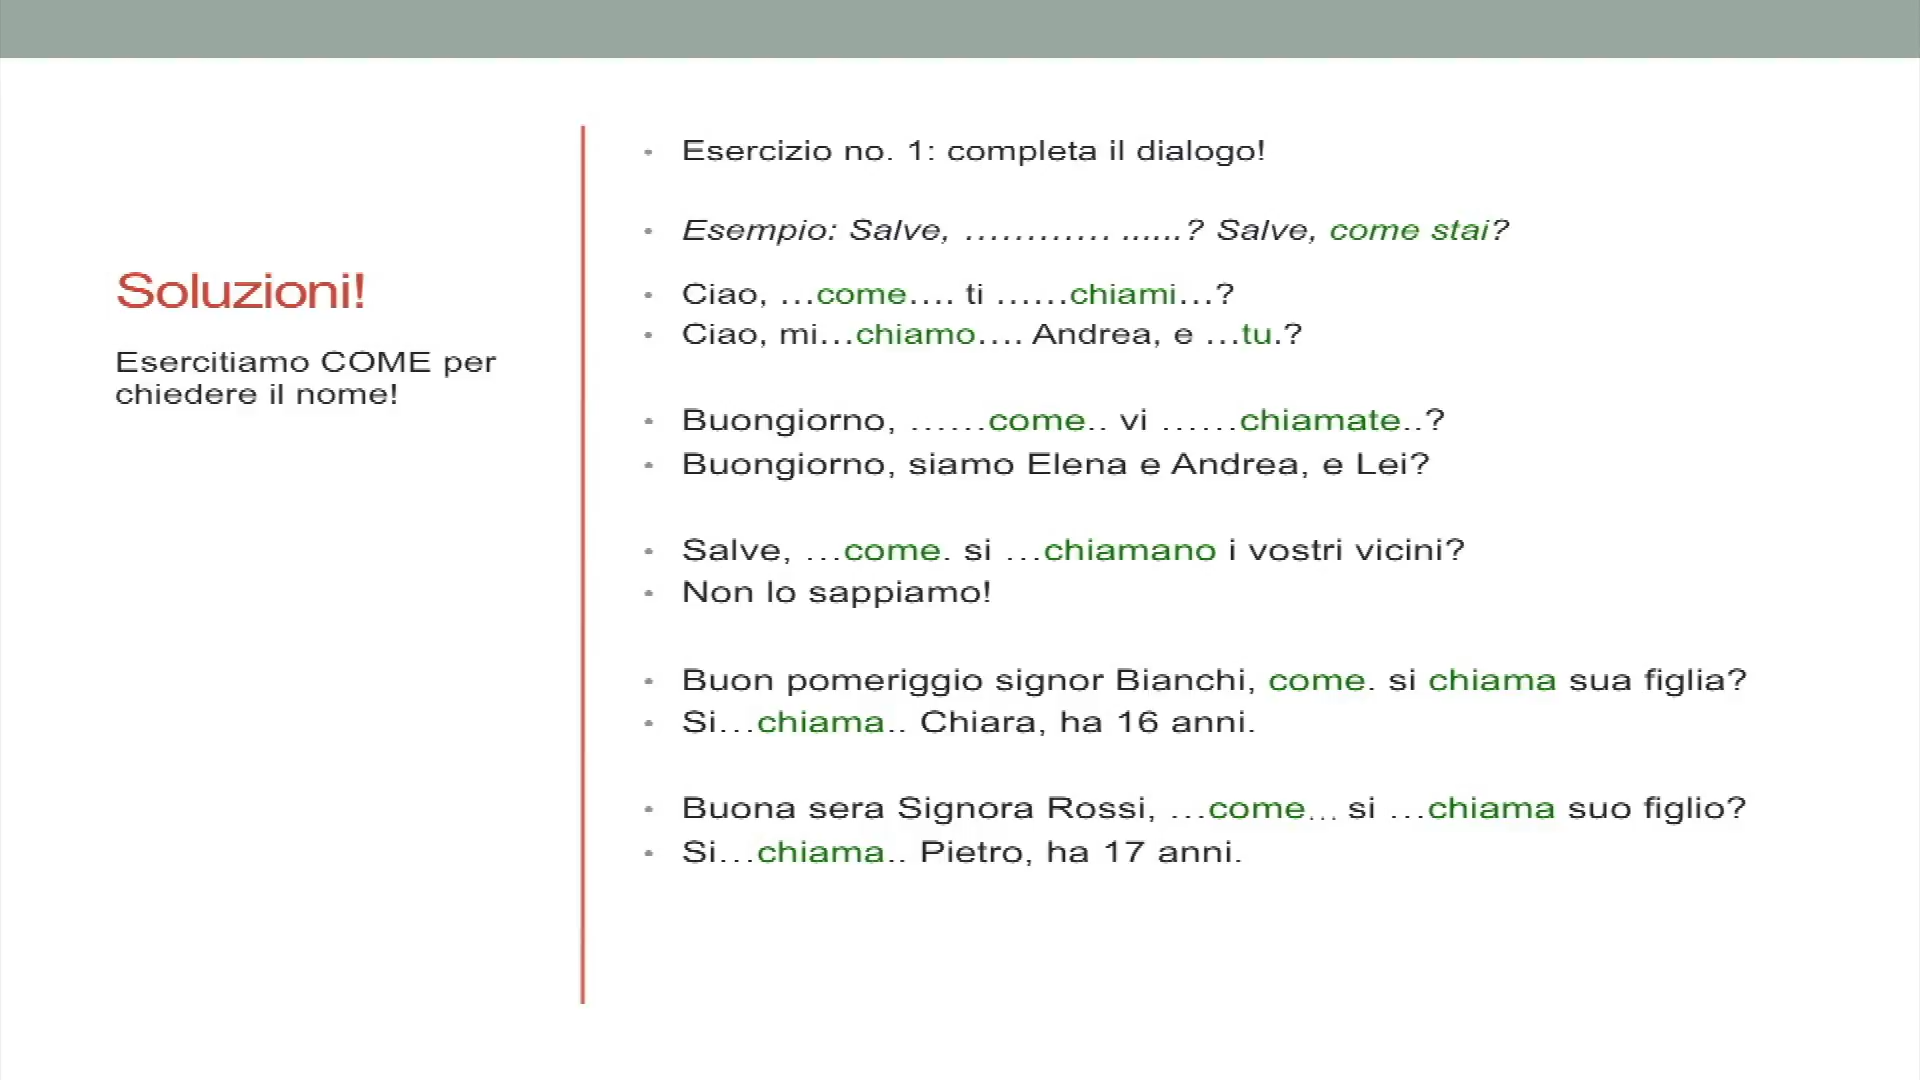 Soluzioni!
Esercitiamo COME per
chiedere il nome!
• Esercizio no. 1: completa il dialogo!
• Esempio: Salve, ………… ......? Salve, come stai?
• Ciao, …come…. ti ……chiami…?
• Ciao, mi…chiamo…. Andrea, e …tu.?
• Buongiorno, ……come.. vi ……chiamate..?
• Buongiorno, siamo Elena e Andrea, e Lei?
• Salve, …come. si …chiamano i vostri vicini?
• Non lo sappiamo!
• Buon pomeriggio signor Bianchi, come. si chiama sua figlia?
• Si…chiama.. Chiara, ha 16 anni.
• Buona sera Signora Rossi, …come… si …chiama suo figlio?
• Si…chiama.. Pietro, ha 17 anni.